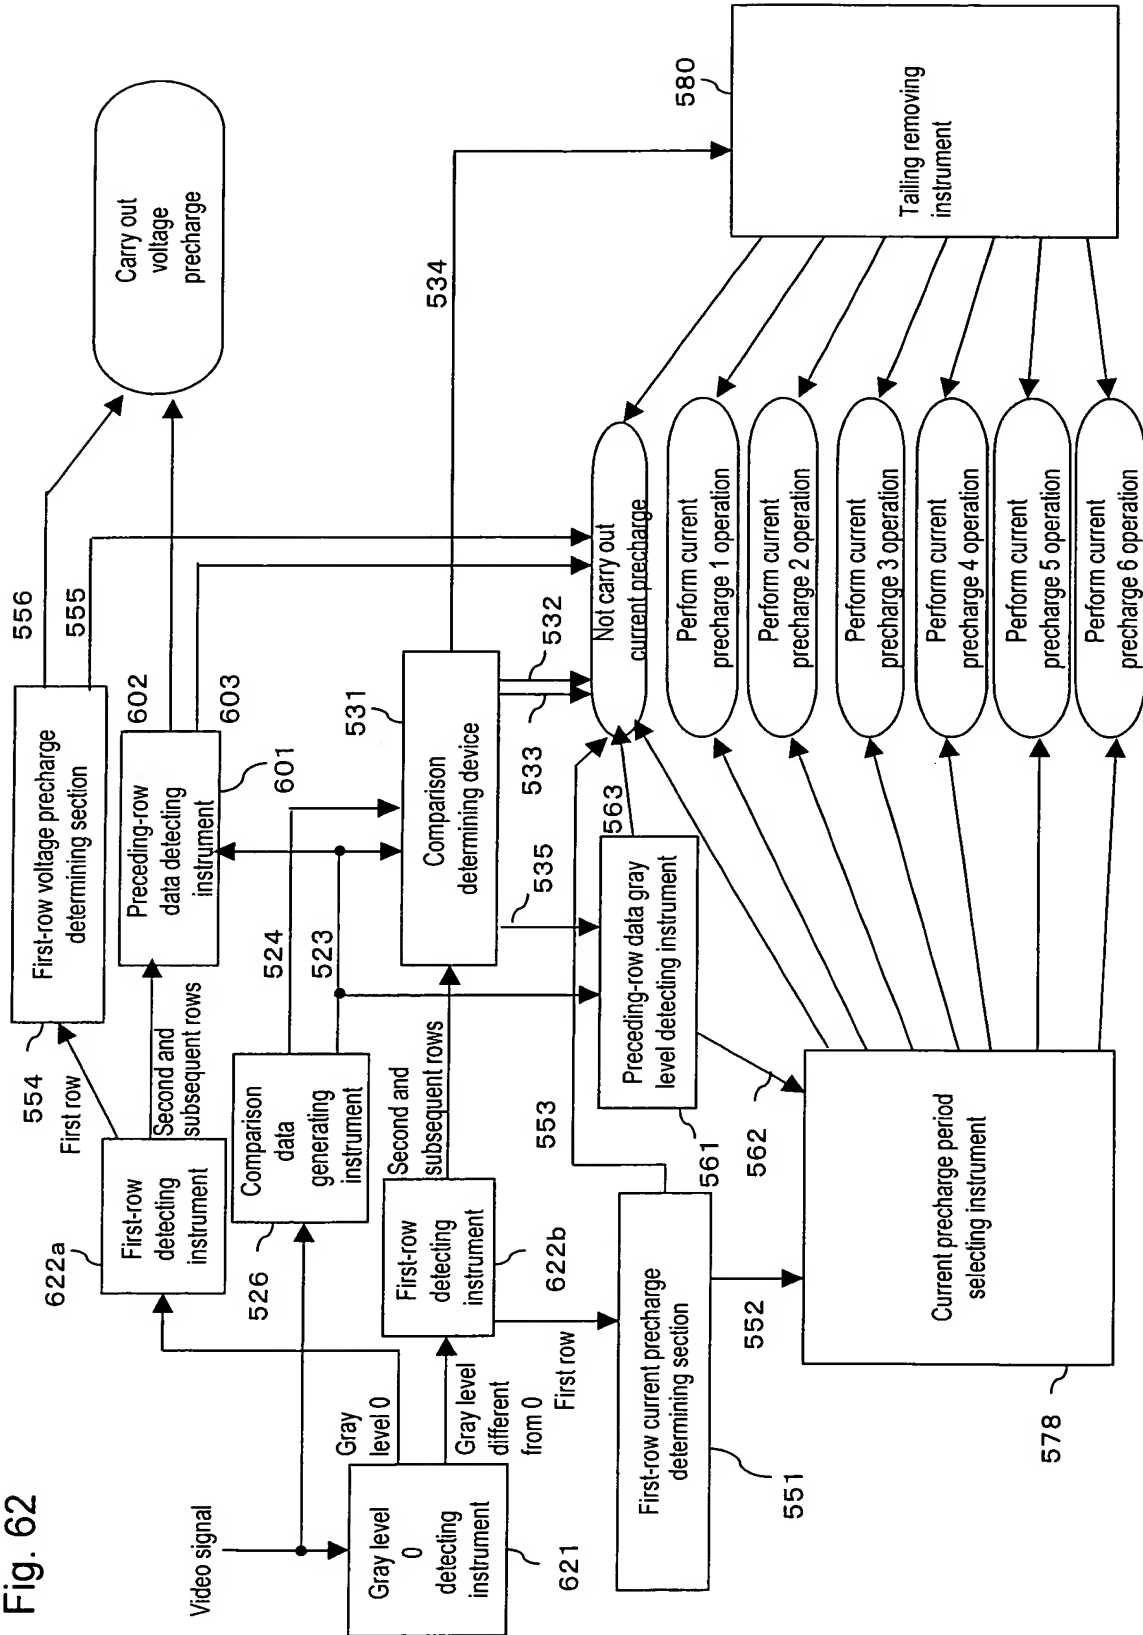 Fig. 62
Video signal
Gray level
0
detecting
instrument
621
Gray
level 0
Gray level
different
from 0
622a
First-row
detecting
instrument
First row
Second and
subsequent rows
554
First-row voltage precharge
determining section
556
555
Carry out
voltage
precharge
Preceding-row
data detecting
instrument
602
603
601
526
Comparison
data
generating
instrument
524
523
First-row
detecting
instrument
622b
Second and
subsequent rows
First row
Comparison
determining device
531
532
533
534
535
580
Tailing removing
instrument
First-row current precharge
determining section
551
552
553
Preceding-row data gray
level detecting instrument
561
562
563
Current precharge period
selecting instrument
578
Not carry out
current precharge
Perform current
precharge 1 operation
Perform current
precharge 2 operation
Perform current
precharge 3 operation
Perform current
precharge 4 operation
Perform current
precharge 5 operation
Perform current
precharge 6 operation